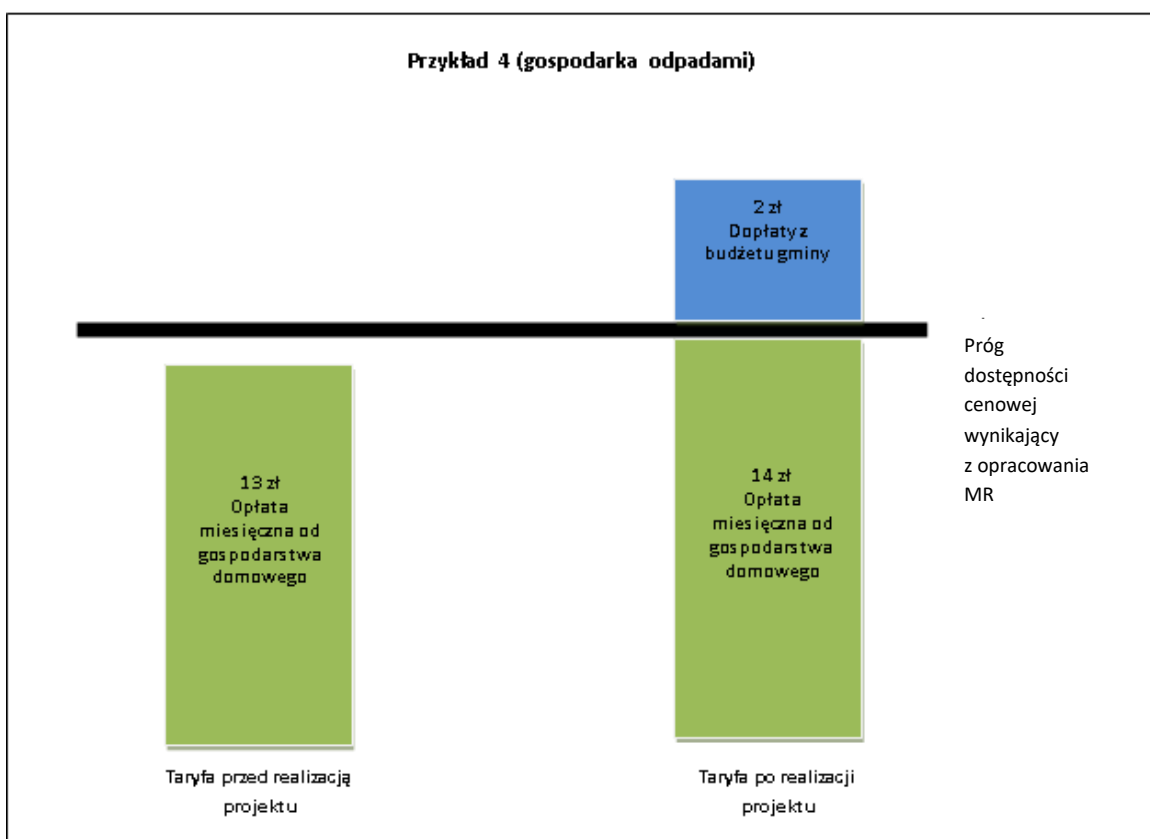 Przykład 4 (gospodarka odpadami)
2 zł
Dopłaty z
budżetu gminy
Próg
dostępności
cenowej
wynikający
z opracowania
MR
13 zł
Opłata
miesięczna od
gospodarstwa
domowego
14 zł
Opłata
miesięczna od
gospodarstwa
domowego
Taryfa przed realizacją
projektu
Taryfa po realizacji
projektu